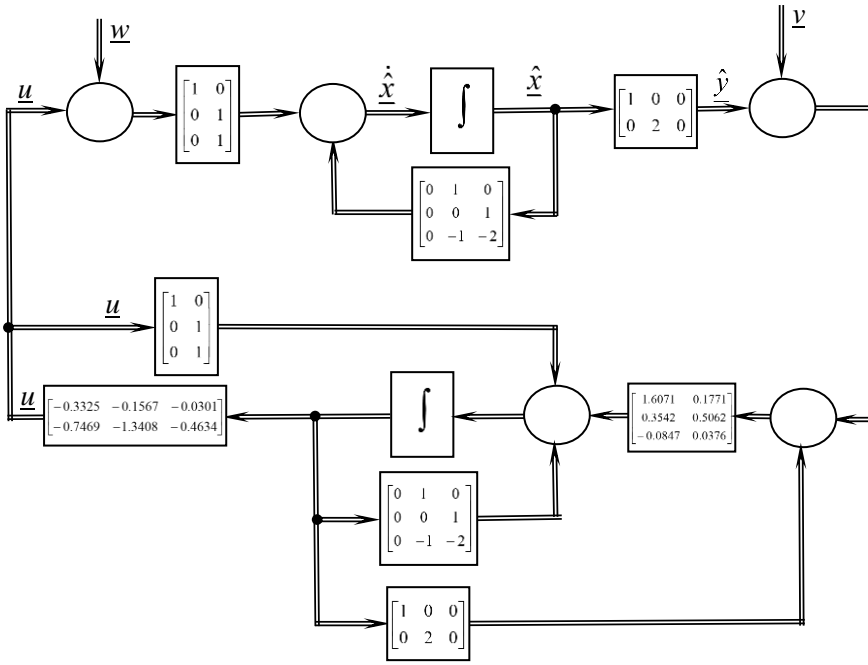 w
v
u
[1 0
0 1
0 1]
ẋ̂
∫
x̂
[1 0 0
0 2 0]
ŷ
[0 1 0
0 0 1
0 -1 -2]
u
[1 0
0 1
0 1]
u
[-0.3325 -0.1567 -0.0301
-0.7469 -1.3408 -0.4634]
∫
[1.6071 0.1771
0.3542 0.5062
-0.0847 0.0376]
[0 1 0
0 0 1
0 -1 -2]
[1 0 0
0 2 0]